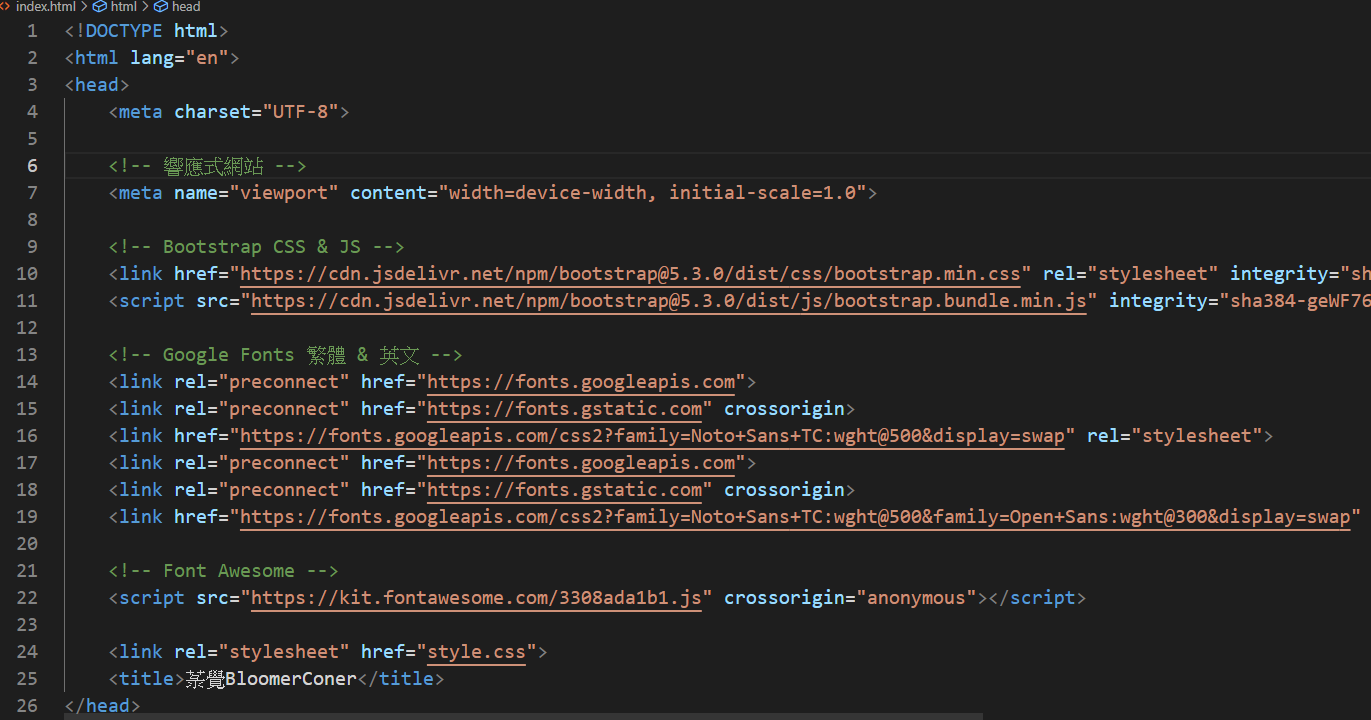 index.html > html > head
1 <!DOCTYPE html>
2 <html lang="en">
3 <head>
4 <meta charset="UTF-8">
5
6 <!-- 響應式網站 -->
7 <meta name="viewport" content="width=device-width, initial-scale=1.0">
8
9 <!-- Bootstrap CSS & JS -->
10 <link href="https://cdn.jsdelivr.net/npm/bootstrap@5.3.0/dist/css/bootstrap.min.css" rel="stylesheet" integrity="sh
11 <script src="https://cdn.jsdelivr.net/npm/bootstrap@5.3.0/dist/js/bootstrap.bundle.min.js" integrity="sha384-geWF76
12
13 <!-- Google Fonts 繁體 & 英文 -->
14 <link rel="preconnect" href="https://fonts.googleapis.com">
15 <link rel="preconnect" href="https://fonts.gstatic.com" crossorigin>
16 <link href="https://fonts.googleapis.com/css2?family=Noto+Sans+TC:wght@500&display=swap" rel="stylesheet">
17 <link rel="preconnect" href="https://fonts.googleapis.com">
18 <link rel="preconnect" href="https://fonts.gstatic.com" crossorigin>
19 <link href="https://fonts.googleapis.com/css2?family=Noto+Sans+TC:wght@500&family=Open+Sans:wght@300&display=swap"
20
21 <!-- Font Awesome -->
22 <script src="https://kit.fontawesome.com/3308ada1b1.js" crossorigin="anonymous"></script>
23
24 <link rel="stylesheet" href="style.css">
25 <title>覺BloomerConer</title>
26 </head>